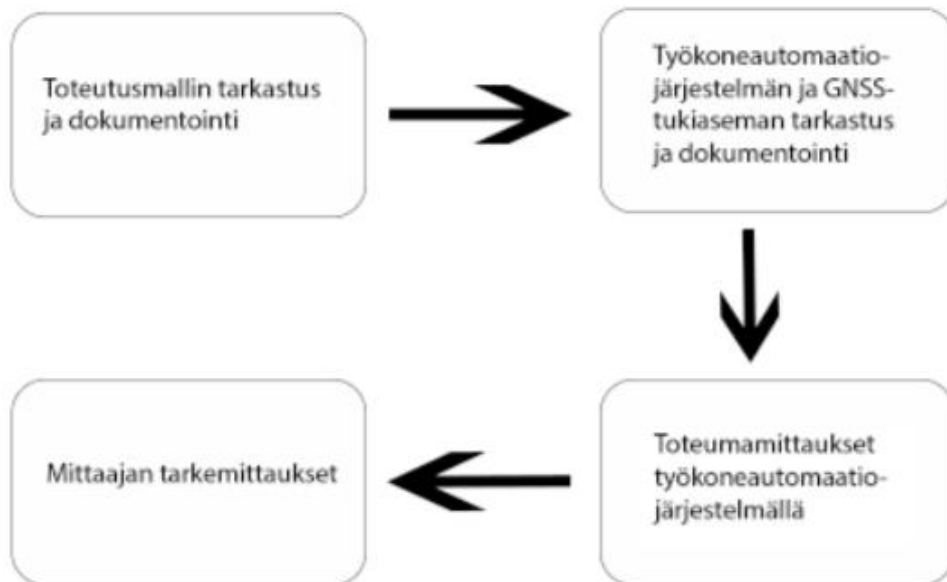 Toteutusmallin tarkastus
ja dokumentointi
Työkoneautomaatio-
järjestelmän ja GNSS-
tukiaseman tarkastus
ja dokumentointi
Toteumamittaukset
työkoneautomaatio-
järjestelmällä
Mittaajan tarkemittaukset